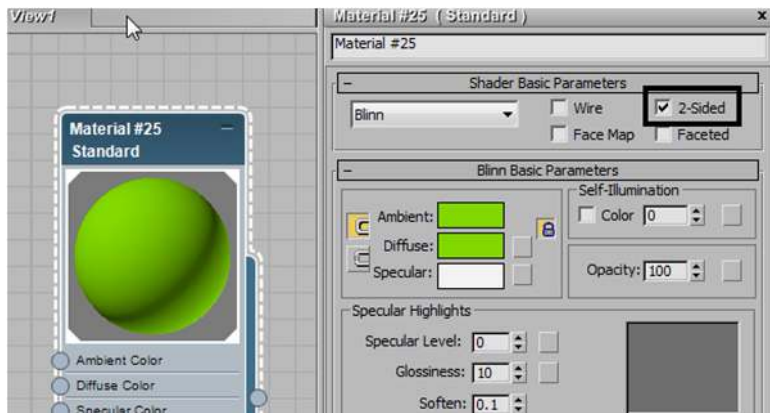 View1
Material #25 ( Standard )
x
Material #25
Material #25
Standard
Ambient Color
Diffuse Color
Specular Color
- Shader Basic Parameters
Blinn
Wire
2-Sided
Face Map
Faceted
- Blinn Basic Parameters
Ambient:
Diffuse:
Specular:
Self-Illumination
Color 0
Opacity: 100
Specular Highlights
Specular Level: 0
Glossiness: 10
Soften: 0.1